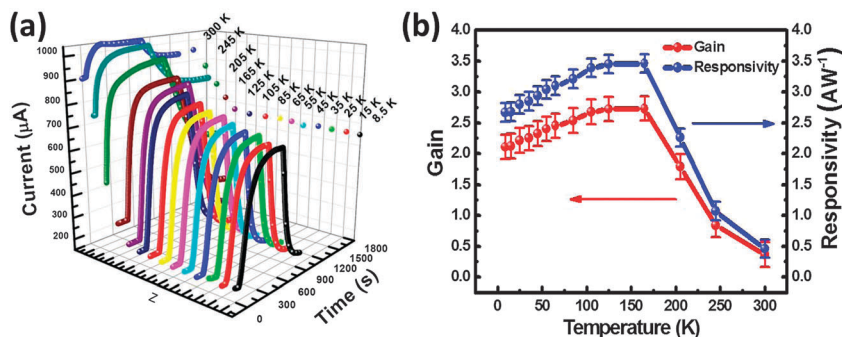 (a)
1000
900
800
700
600
500
400
300
200
Current (μA)
300 K
245 K
205 K
165 K
125 K
105 K
85 K
65 K
55 K
45 K
35 K
25 K
15 K
8.5 K
Z
0
300
600
900
1200
1500
1800
Time (s)
(b)
4.0
3.5
3.0
2.5
2.0
1.5
1.0
0.5
0.0
Gain
Gain
Responsivity
4.0
3.5
3.0
2.5
2.0
1.5
1.0
0.5
0.0
Responsivity (AW⁻¹)
0 50 100 150 200 250 300
Temperature (K)